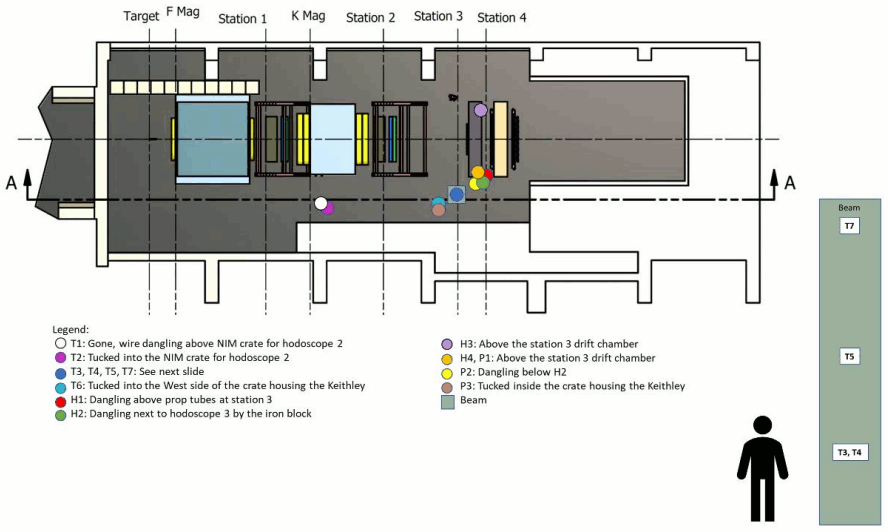 Target
F Mag
Station 1
K Mag
Station 2
Station 3
Station 4
A
A
Beam
T7
T5
T3, T4
Legend:
T1: Gone, wire dangling above NIM crate for hodoscope 2
T2: Tucked into the NIM crate for hodoscope 2
T3, T4, T5, T7: See next slide
T6: Tucked into the West side of the crate housing the Keithley
H1: Dangling above prop tubes at station 3
H2: Dangling next to hodoscope 3 by the iron block
H3: Above the station 3 drift chamber
H4, P1: Above the station 3 drift chamber
P2: Dangling below H2
P3: Tucked inside the crate housing the Keithley
Beam